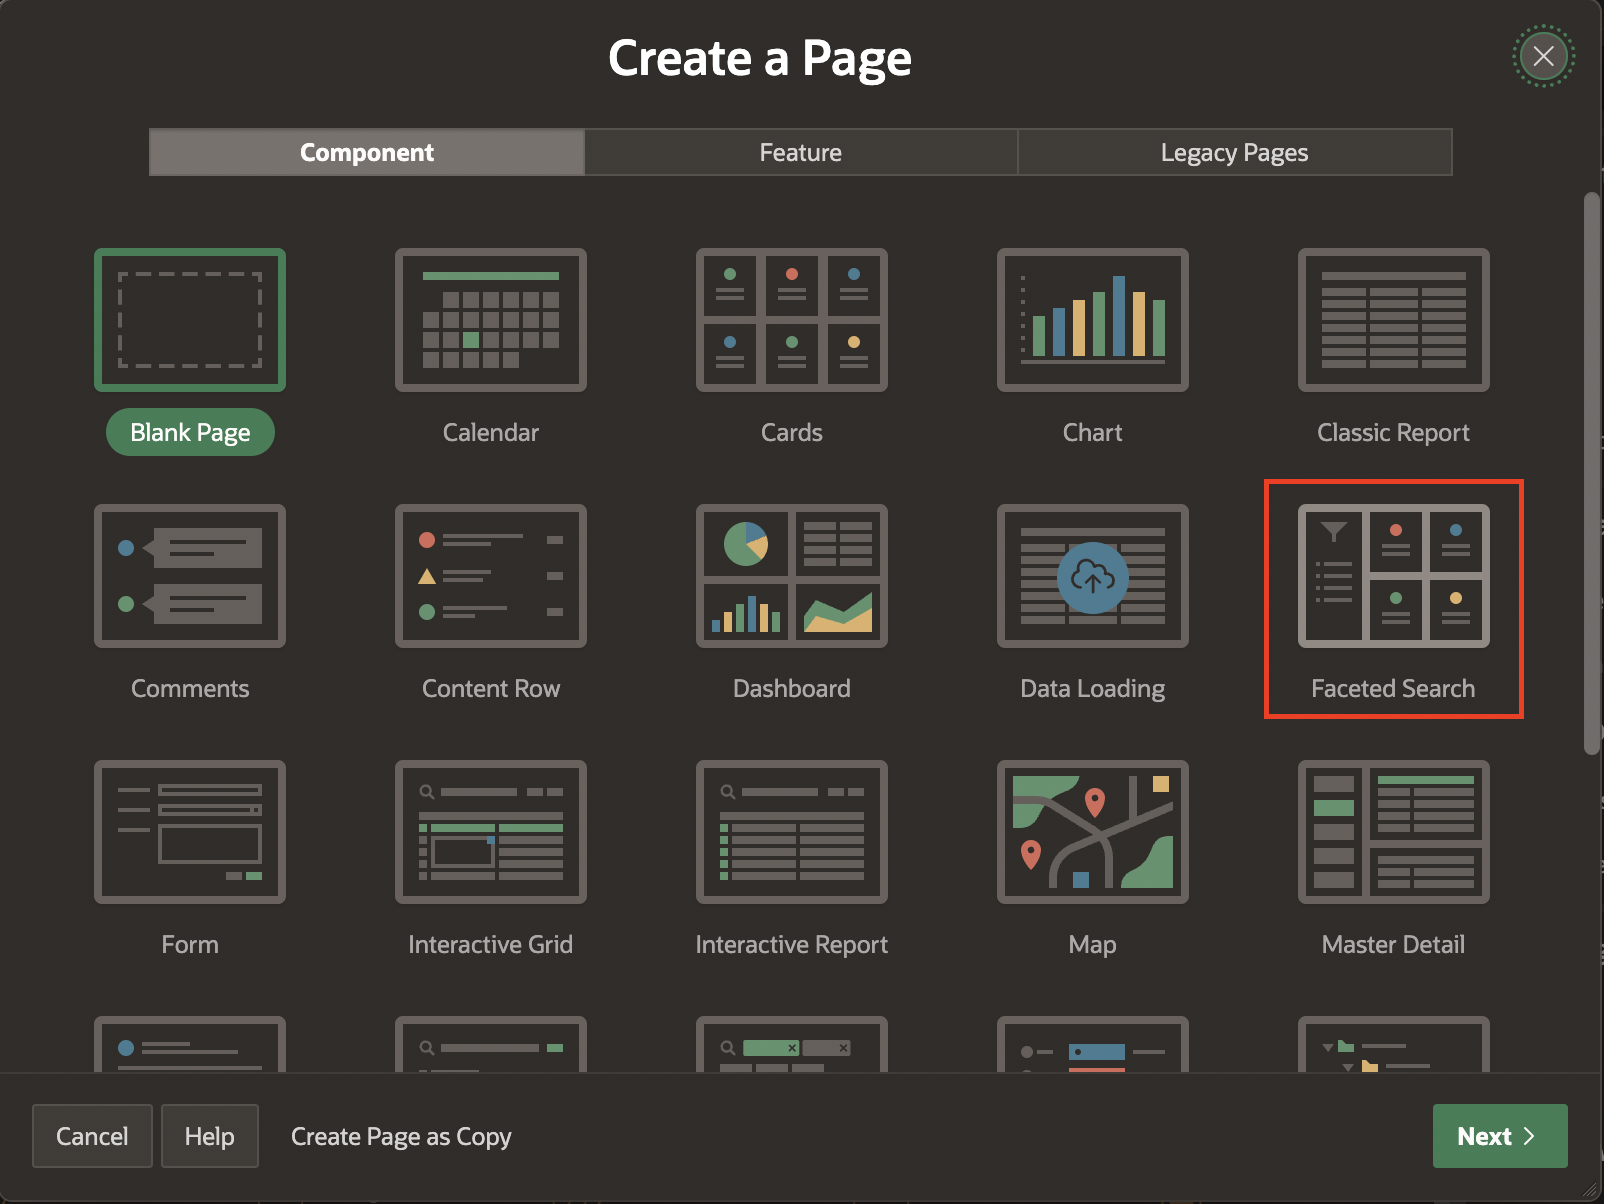 Create a Page
Component
Feature
Legacy Pages
Blank Page
Calendar
Cards
Chart
Classic Report
Comments
Content Row
Dashboard
Data Loading
Faceted Search
Form
Interactive Grid
Interactive Report
Map
Master Detail
Cancel
Help
Create Page as Copy
Next